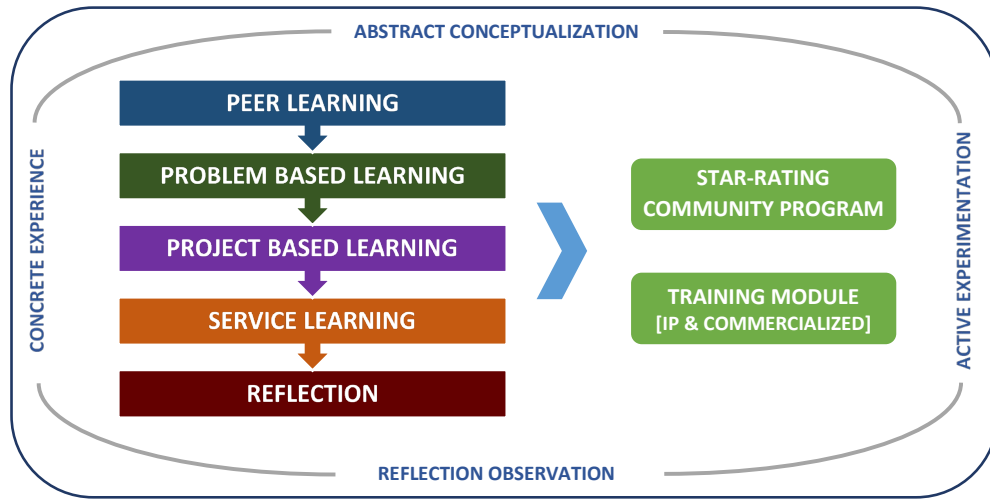 ABSTRACT CONCEPTUALIZATION
CONCRETE EXPERIENCE
PEER LEARNING
PROBLEM BASED LEARNING
PROJECT BASED LEARNING
SERVICE LEARNING
REFLECTION
STAR-RATING
COMMUNITY PROGRAM
TRAINING MODULE
[IP & COMMERCIALIZED]
ACTIVE EXPERIMENTATION
REFLECTION OBSERVATION